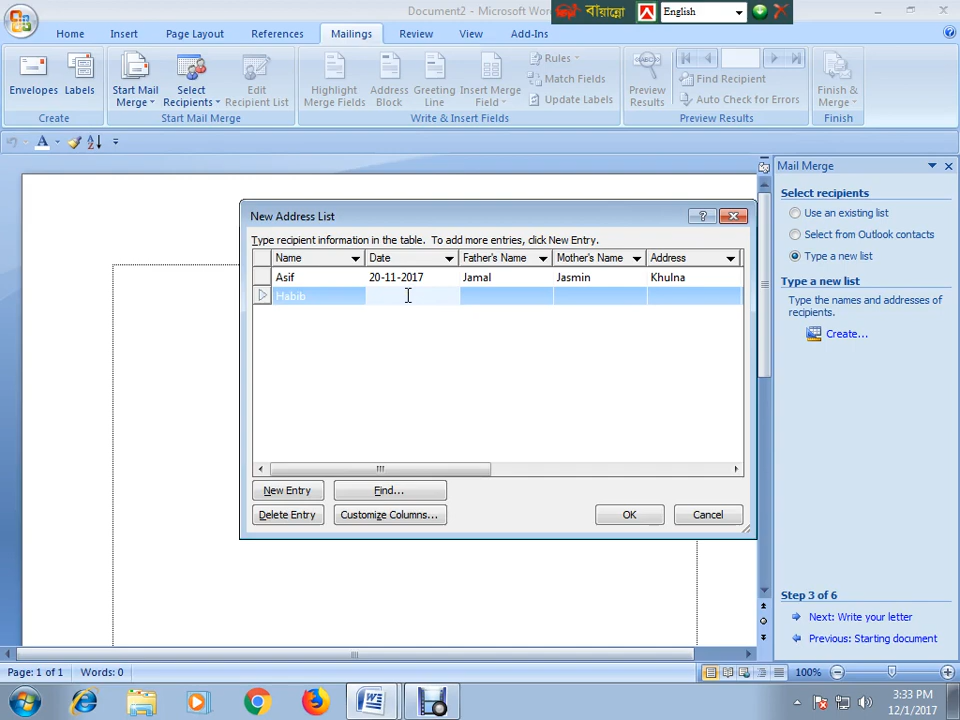 Document2 - Microsoft Wor
বায়ান্নো
English
Home Insert Page Layout References Mailings Review View Add-Ins
Envelopes Labels
Create
Start Mail Merge
Select Recipients
Edit Recipient List
Start Mail Merge
Highlight Merge Fields
Address Block
Greeting Line
Insert Merge Field
Rules
Match Fields
Update Labels
Write & Insert Fields
ABC
Preview Results
Find Recipient
Auto Check for Errors
Preview Results
Finish & Merge
Finish
New Address List
Type recipient information in the table. To add more entries, click New Entry.
Name Date Father's Name Mother's Name Address
Asif 20-11-2017 Jamal Jasmin Khulna
Habib
New Entry Find...
Delete Entry Customize Columns... OK Cancel
Mail Merge
Select recipients
Use an existing list
Select from Outlook contacts
Type a new list
Type a new list
Type the names and addresses of
recipients.
Create...
Step 3 of 6
Next: Write your letter
Previous: Starting document
Page: 1 of 1 Words: 0 100%
3:33 PM
12/1/2017